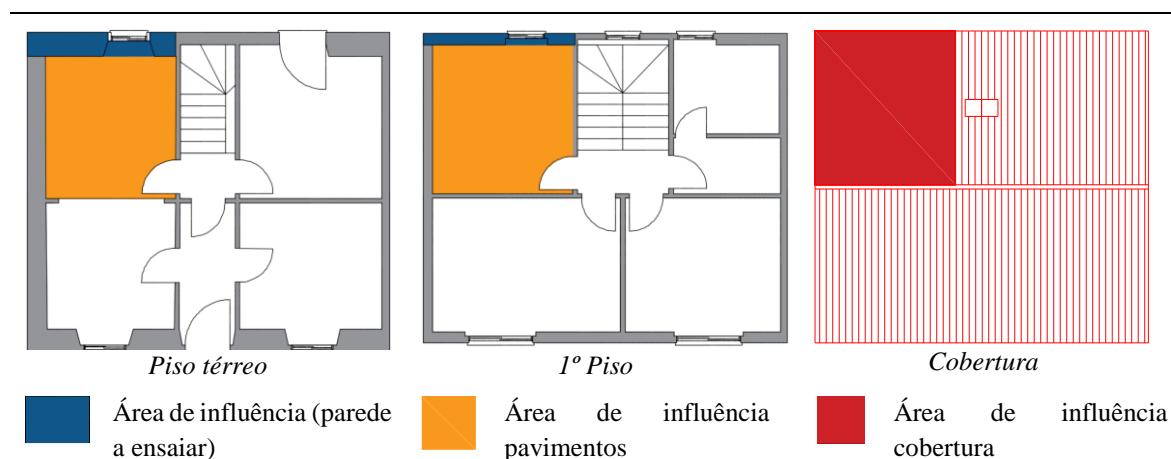 Piso térreo
1º Piso
Cobertura
Área de influência (parede
a ensaiar)
Área de influência
pavimentos
Área de influência
cobertura